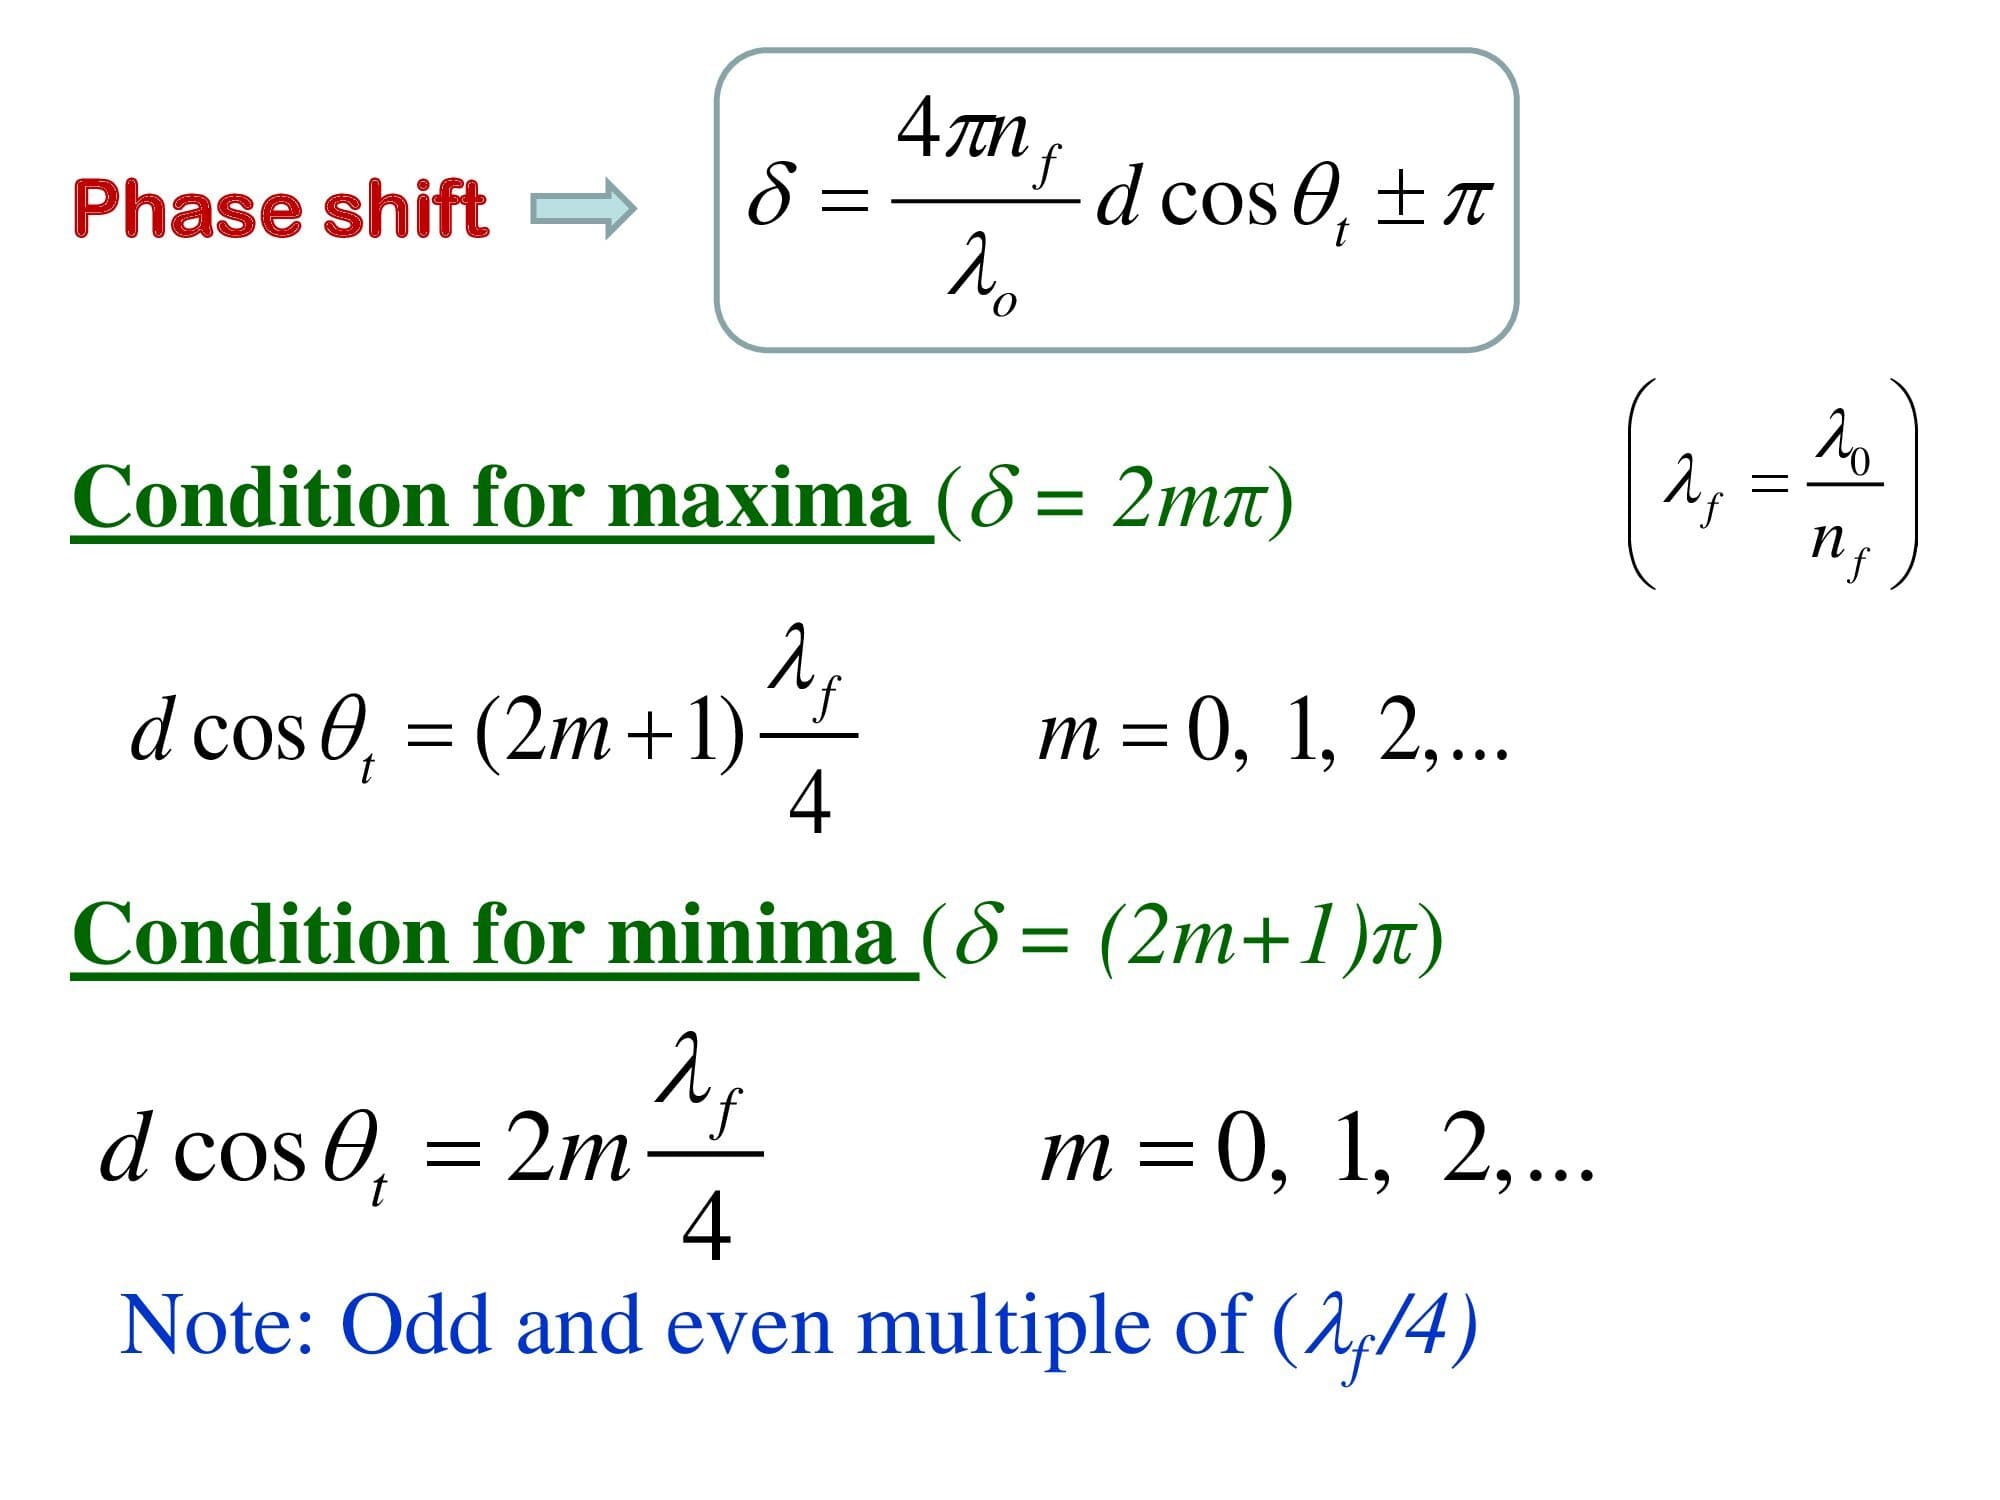 Phase shift δ = 4πn_f/λ_o d cos θ_t ± π
(λ_f = λ_0/n_f)
Condition for maxima (δ = 2mπ)
d cos θ_t = (2m + 1) λ_f/4 m = 0, 1, 2,...
Condition for minima (δ = (2m+1)π)
d cos θ_t = 2m λ_f/4 m = 0, 1, 2,...
Note: Odd and even multiple of (λ_f/4)